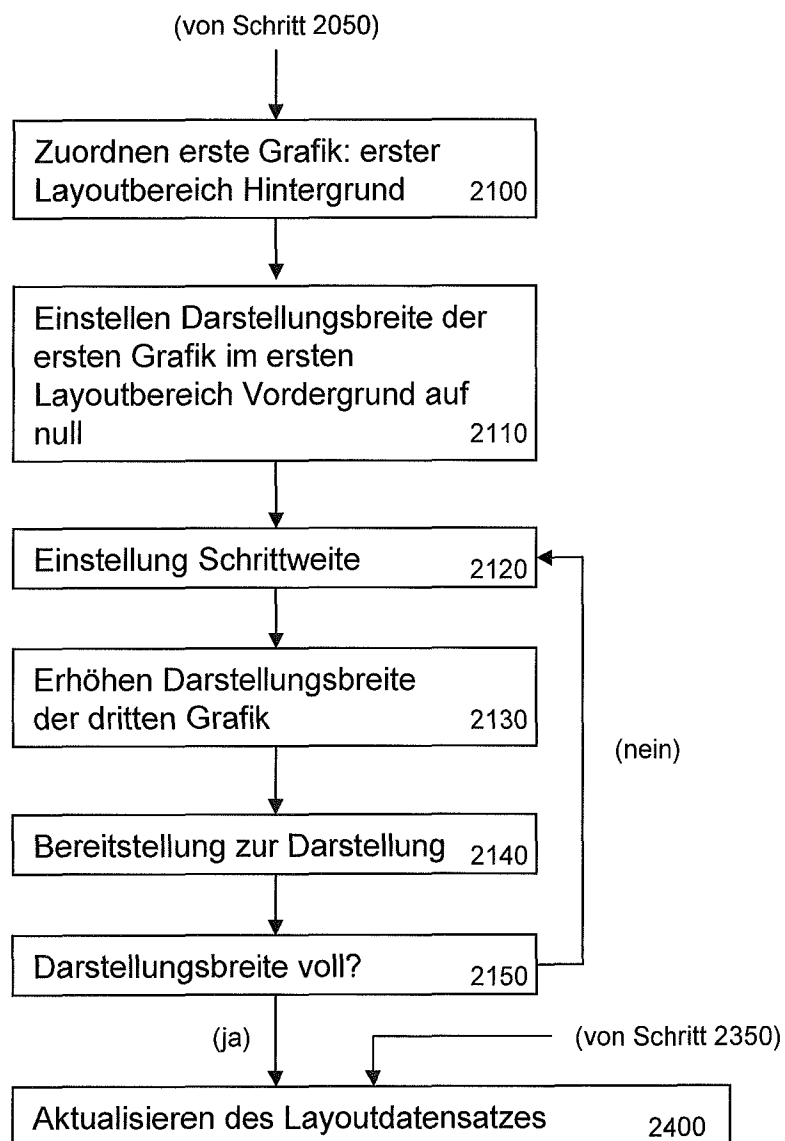 (von Schritt 2050)
Zuordnen erste Grafik: erster
Layoutbereich Hintergrund 2100
Einstellen Darstellungsbreite der
ersten Grafik im ersten
Layoutbereich Vordergrund auf
null 2110
Einstellung Schrittweite 2120
Erhöhen Darstellungsbreite
der dritten Grafik 2130
(nein)
Bereitstellung zur Darstellung 2140
Darstellungsbreite voll? 2150
(ja) (von Schritt 2350)
Aktualisieren des Layoutdatensatzes 2400